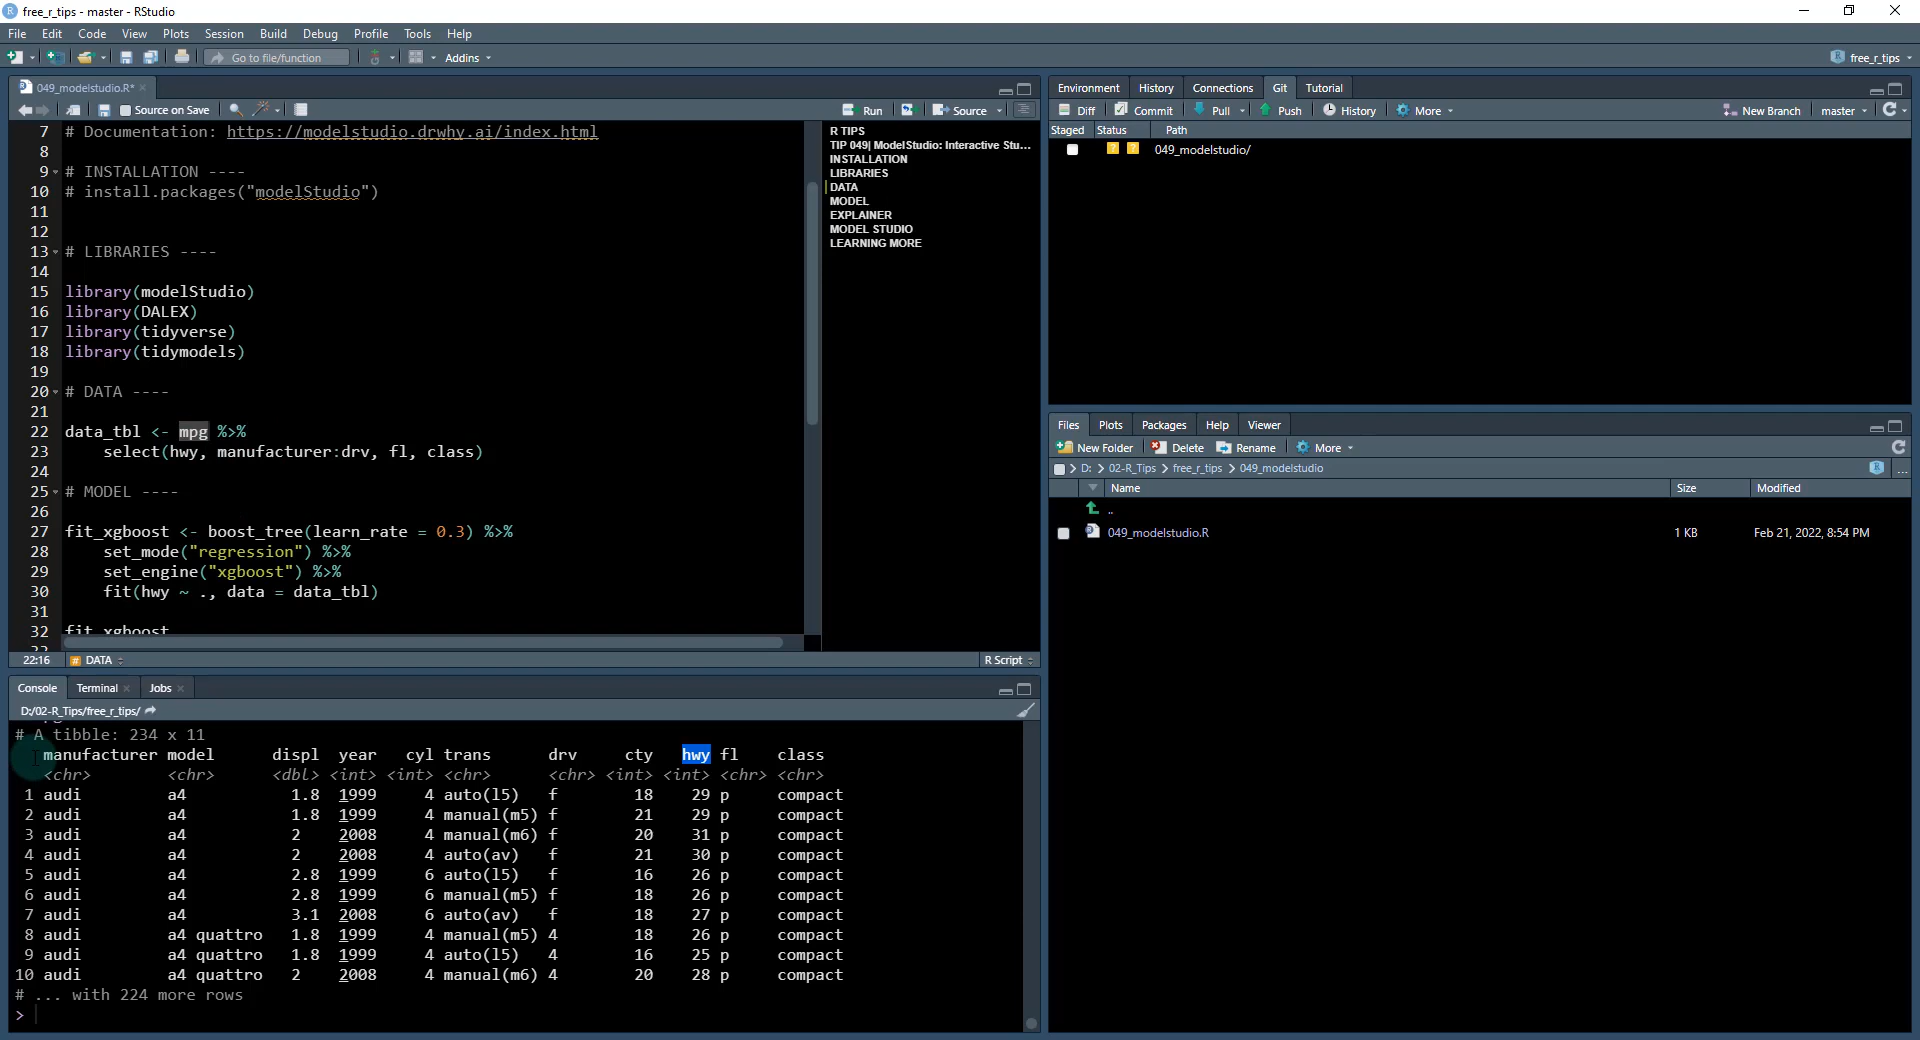 free_r_tips - master - RStudio
File Edit Code View Plots Session Build Debug Profile Tools Help
Go to file/function Addins free_r_tips
049_modelstudio.R*
Source on Save Run Source
7 # Documentation: https://modelstudio.drwhy.ai/index.html
8
9 # INSTALLATION ----
10 # install.packages("modelStudio")
11
12
13 # LIBRARIES ----
14
15 library(modelStudio)
16 library(DALEX)
17 library(tidyverse)
18 library(tidymodels)
19
20 # DATA ----
21
22 data_tbl <- mpg %>%
23 select(hwy, manufacturer:drv, fl, class)
24
25 # MODEL ----
26
27 fit_xgboost <- boost_tree(learn_rate = 0.3) %>%
28 set_mode("regression") %>%
29 set_engine("xgboost") %>%
30 fit(hwy ~ ., data = data_tbl)
31
32 fit_xgboost
33
R TIPS
TIP 049| ModelStudio: Interactive Stu...
INSTALLATION
LIBRARIES
DATA
MODEL
EXPLAINER
MODEL STUDIO
LEARNING MORE
22:16 # DATA R Script
Console Terminal Jobs
D:/02-R_Tips/free_r_tips/
# A tibble: 234 x 11
manufacturer model displ year cyl trans drv cty hwy fl class
<chr> <chr> <dbl> <int> <int> <chr> <chr> <int> <int> <chr> <chr>
1 audi a4 1.8 1999 4 auto(l5) f 18 29 p compact
2 audi a4 1.8 1999 4 manual(m5) f 21 29 p compact
3 audi a4 2 2008 4 manual(m6) f 20 31 p compact
4 audi a4 2 2008 4 auto(av) f 21 30 p compact
5 audi a4 2.8 1999 6 auto(l5) f 16 26 p compact
6 audi a4 2.8 1999 6 manual(m5) f 18 26 p compact
7 audi a4 3.1 2008 6 auto(av) f 18 27 p compact
8 audi a4 quattro 1.8 1999 4 manual(m5) 4 18 26 p compact
9 audi a4 quattro 1.8 1999 4 auto(l5) 4 16 25 p compact
10 audi a4 quattro 2 2008 4 manual(m6) 4 20 28 p compact
# ... with 224 more rows
>
Environment History Connections Git Tutorial
Diff Commit Pull Push History More New Branch master
Staged Status Path
? ? 049_modelstudio/
Files Plots Packages Help Viewer
New Folder Delete Rename More
D: > 02-R_Tips > free_r_tips > 049_modelstudio ...
Name Size Modified
..
049_modelstudio.R 1 KB Feb 21, 2022, 8:54 PM